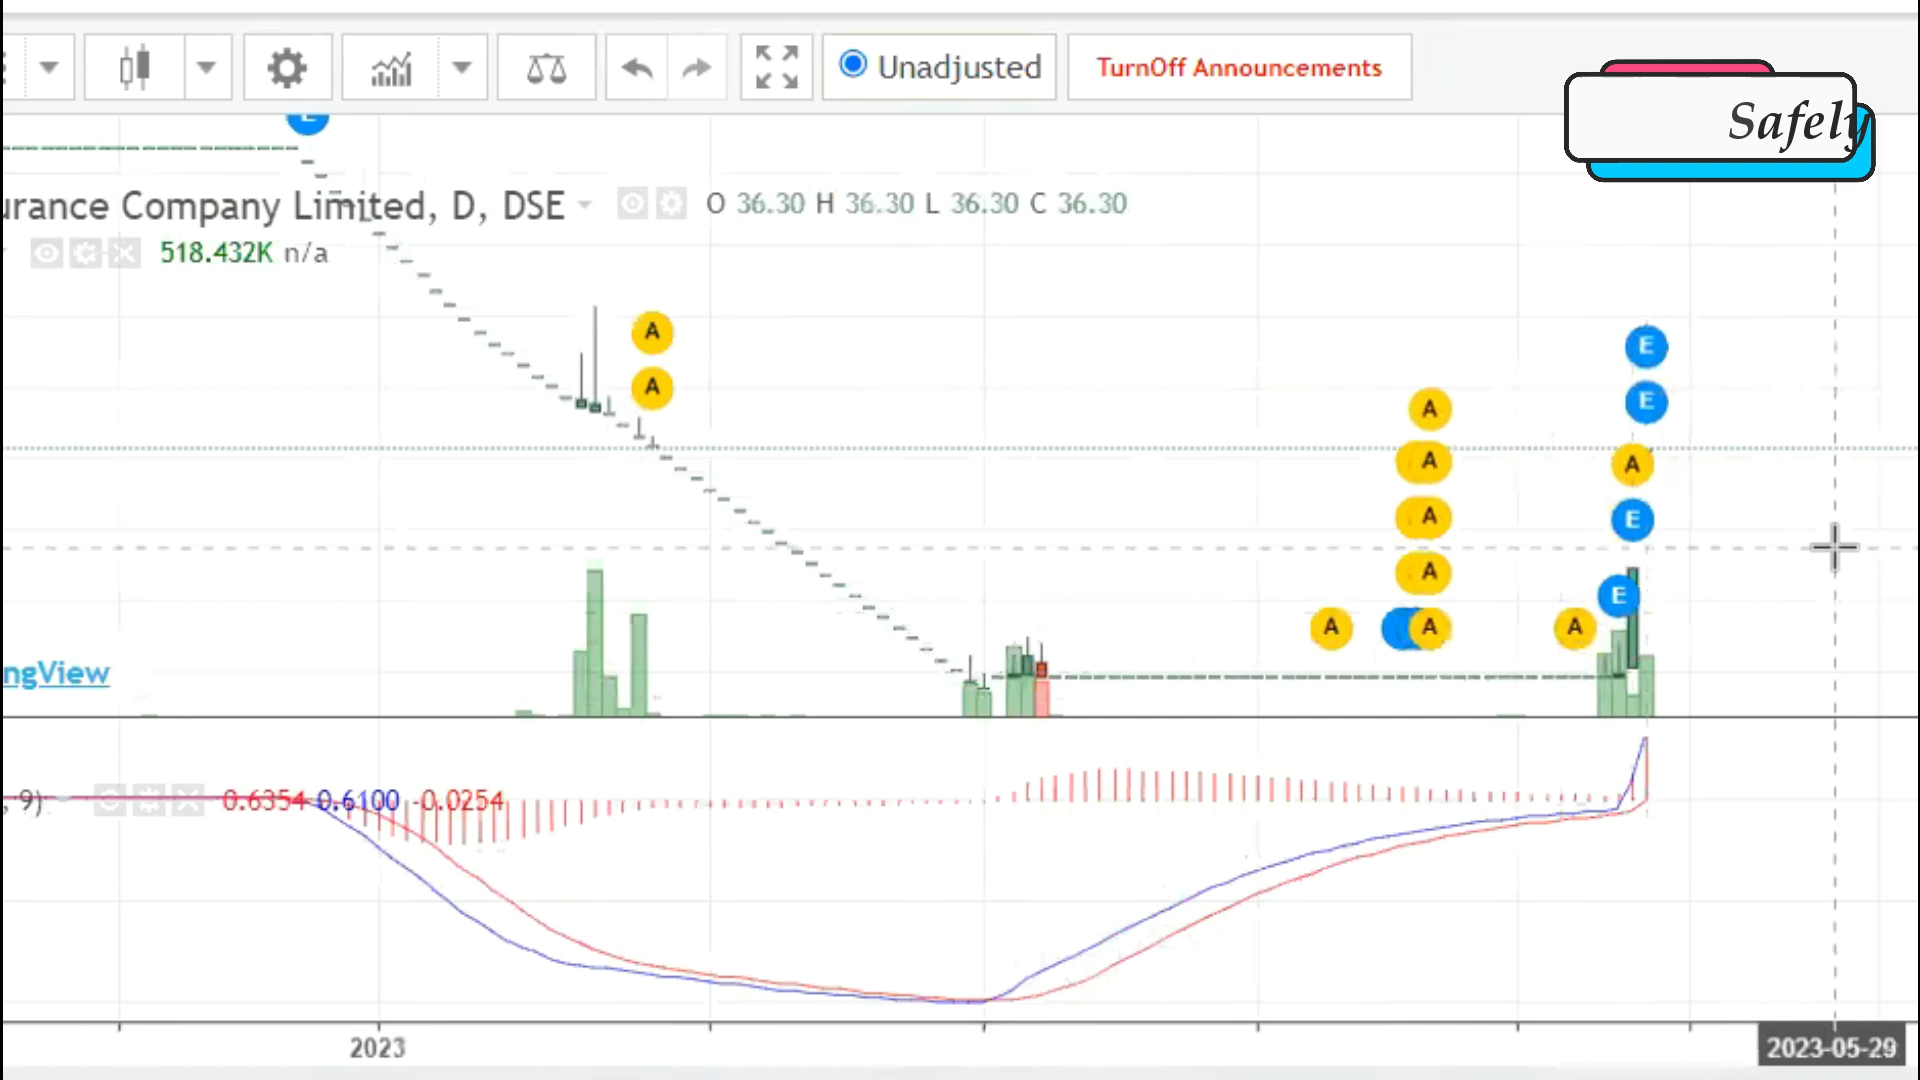 Unadjusted
TurnOff Announcements
Safely
urance Company Limited, D, DSE
O 36.30 H 36.30 L 36.30 C 36.30
518.432K n/a
E
A
A
E
E
A
A
A
E
A
A
E
A
A
A
ngView
, 9) 0.6354 0.6100 -0.0254
2023
2023-05-29